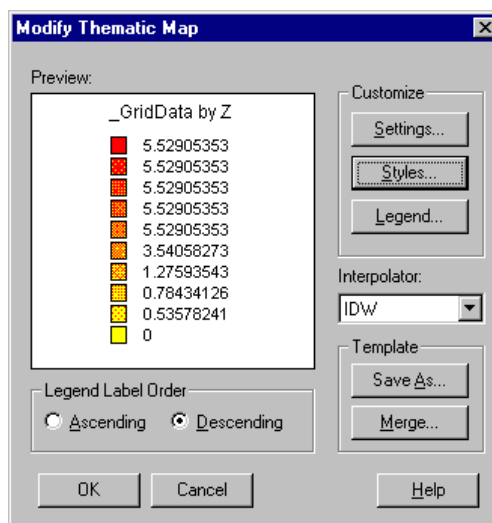 Modify Thematic Map
Preview:
_GridData by Z
5.52905353
5.52905353
5.52905353
5.52905353
5.52905353
3.54058273
1.27593543
0.78434126
0.53578241
0
Legend Label Order
Ascending
Descending
Customize
Settings...
Styles...
Legend...
Interpolator:
IDW
Template
Save As...
Merge...
OK
Cancel
Help